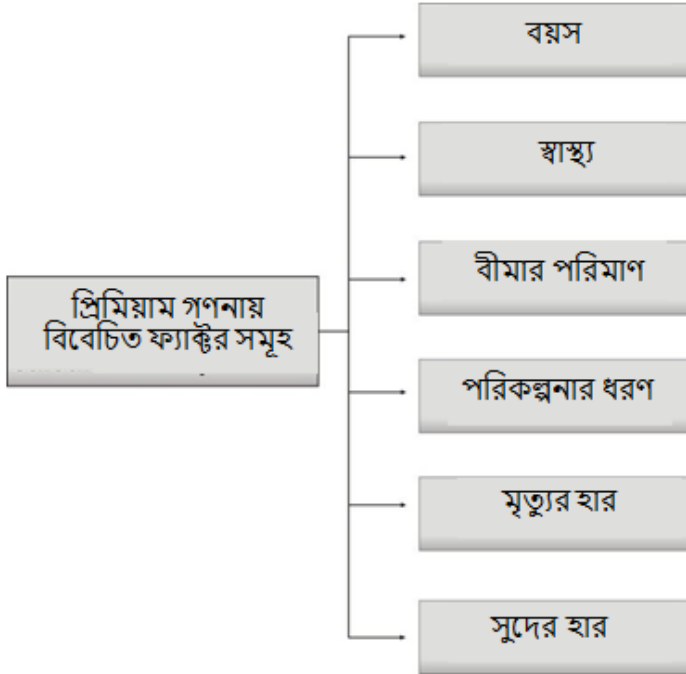 বয়স
স্বাস্থ্য
বীমার পরিমাণ
প্রিমিয়াম গণনায়
বিবেচিত ফ্যাক্টর সমূহ
পরিকল্পনার ধরণ
মৃত্যুর হার
সুদের হার